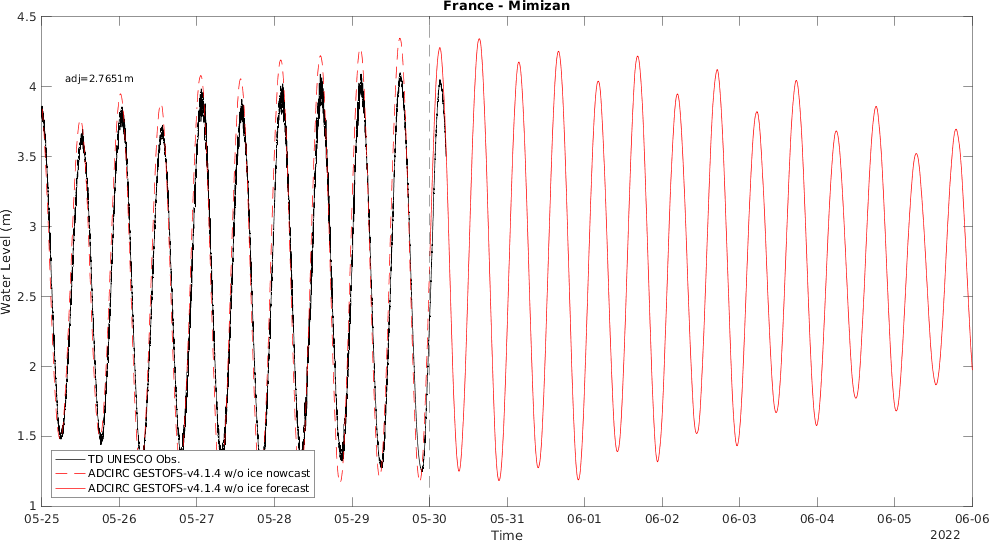 France - Mimizan
4.5
4
3.5
3
2.5
2
1.5
1
Water Level (m)
adj=2.7651m
TD UNESCO Obs.
ADCIRC GESTOFS-v4.1.4 w/o ice nowcast
ADCIRC GESTOFS-v4.1.4 w/o ice forecast
05-25 05-26 05-27 05-28 05-29 05-30 05-31 06-01 06-02 06-03 06-04 06-05 06-06
Time
2022